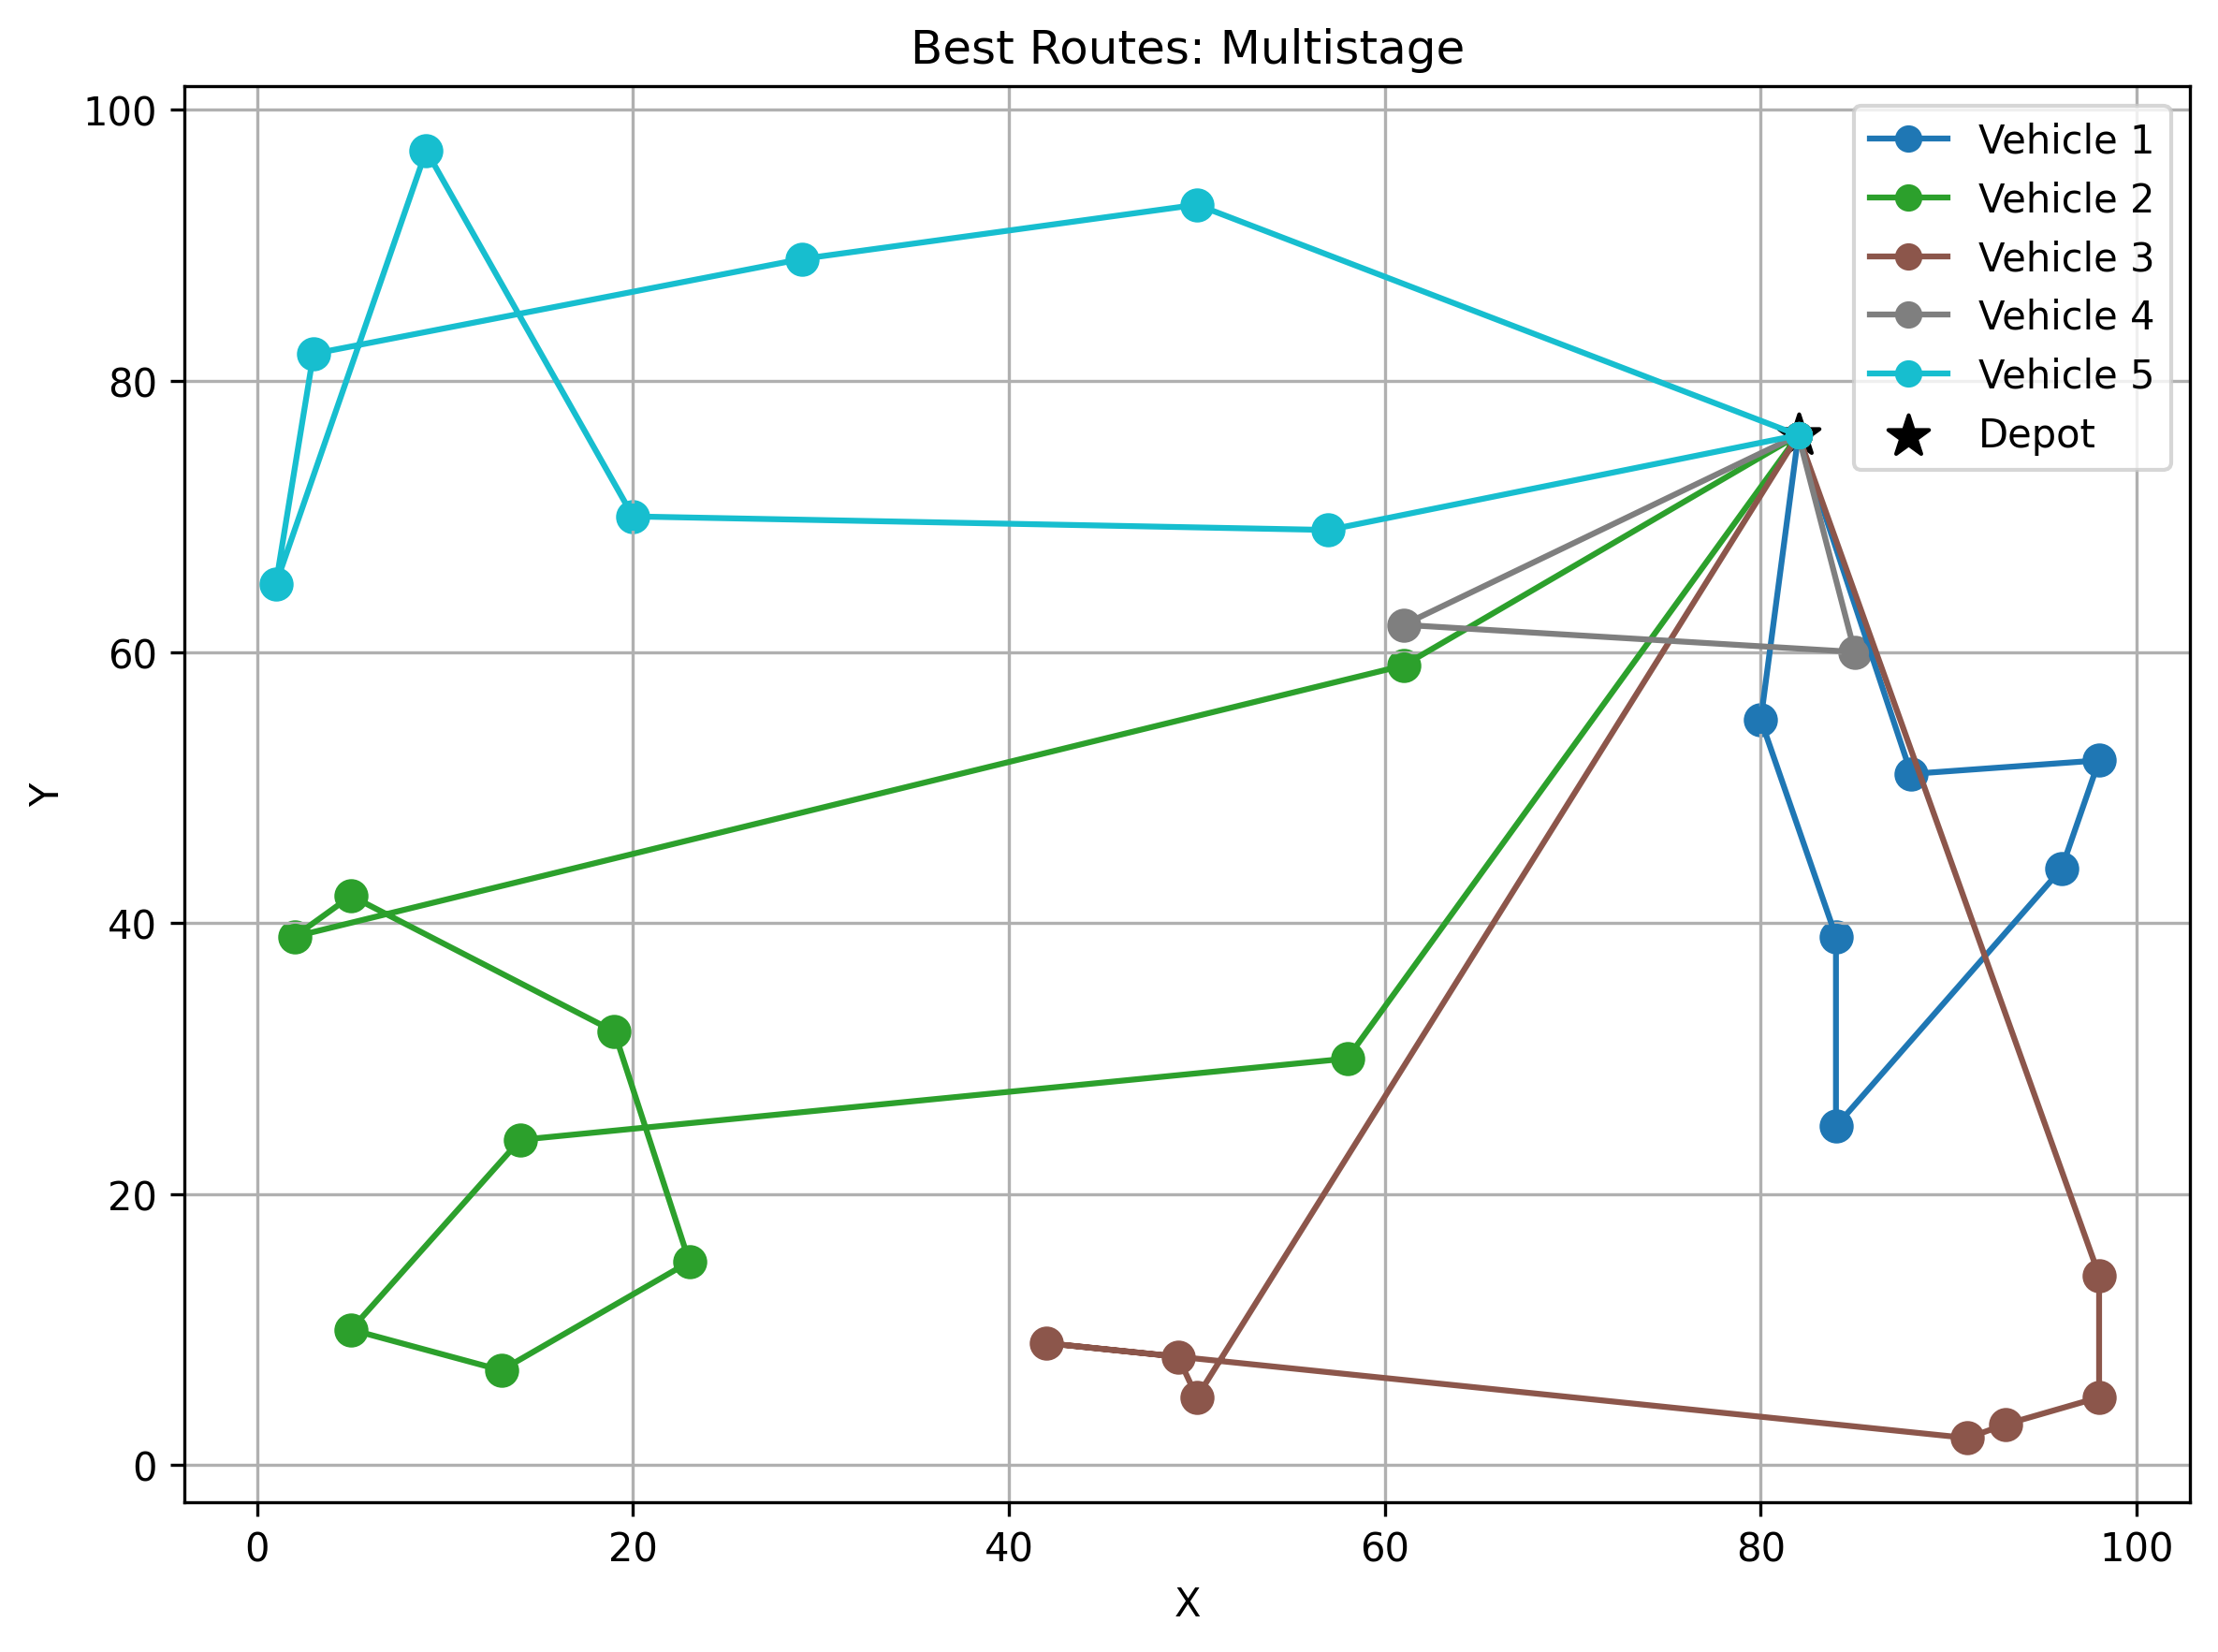 Best Routes: Multistage
100
80
60
40
20
0
Y
0 20 40 60 80 100
X
Vehicle 1
Vehicle 2
Vehicle 3
Vehicle 4
Vehicle 5
Depot